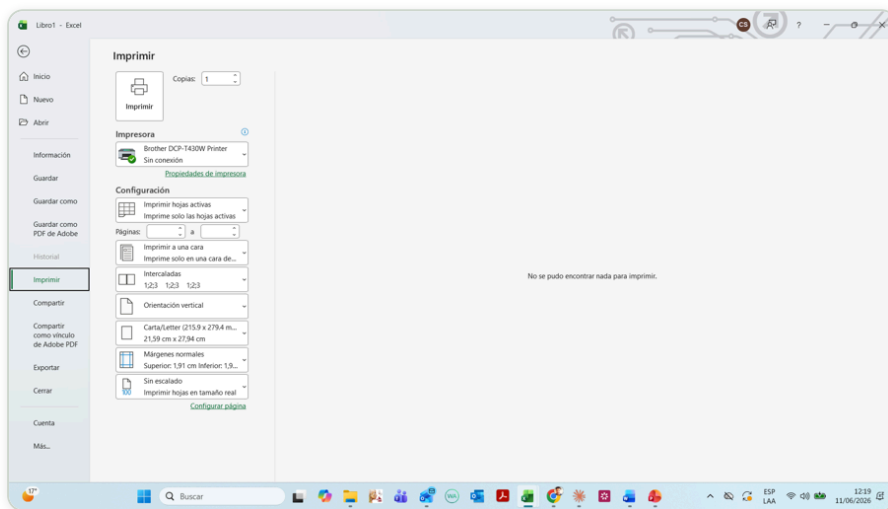 Libro1 - Excel
CS
?
Inicio
Nuevo
Abrir
Información
Guardar
Guardar como
Guardar como
PDF de Adobe
Historial
Imprimir
Compartir
Compartir
como vínculo
de Adobe PDF
Exportar
Cerrar
Cuenta
Más...
Imprimir
Imprimir
Copias: 1
Impresora
Brother DCP-T430W Printer
Sin conexión
Propiedades de impresora
Configuración
Imprimir hojas activas
Imprime solo las hojas activas
Páginas: a
Imprimir a una cara
Imprime solo en una cara de...
Intercaladas
1;2;3 1;2;3 1;2;3
Orientación vertical
Carta/Letter (215.9 x 279.4 m...
21,59 cm x 27,94 cm
Márgenes normales
Superior: 1,91 cm Inferior: 1,9...
Sin escalado
100
Imprimir hojas en tamaño real
Configurar página
No se pudo encontrar nada para imprimir.
17°
Buscar
ESP
LAA
12:19
11/06/2026